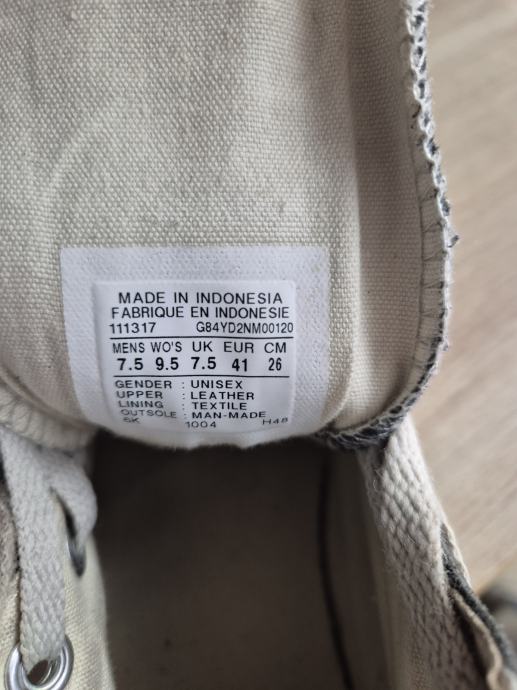 MADE IN INDONESIA
FABRIQUE EN INDONESIE
111317 G84YD2NM00120
MENS WO'S UK EUR CM
7.5 9.5 7.5 41 26
GENDER : UNISEX
UPPER : LEATHER
LINING : TEXTILE
OUTSOLE : MAN-MADE
SK 1004 H48